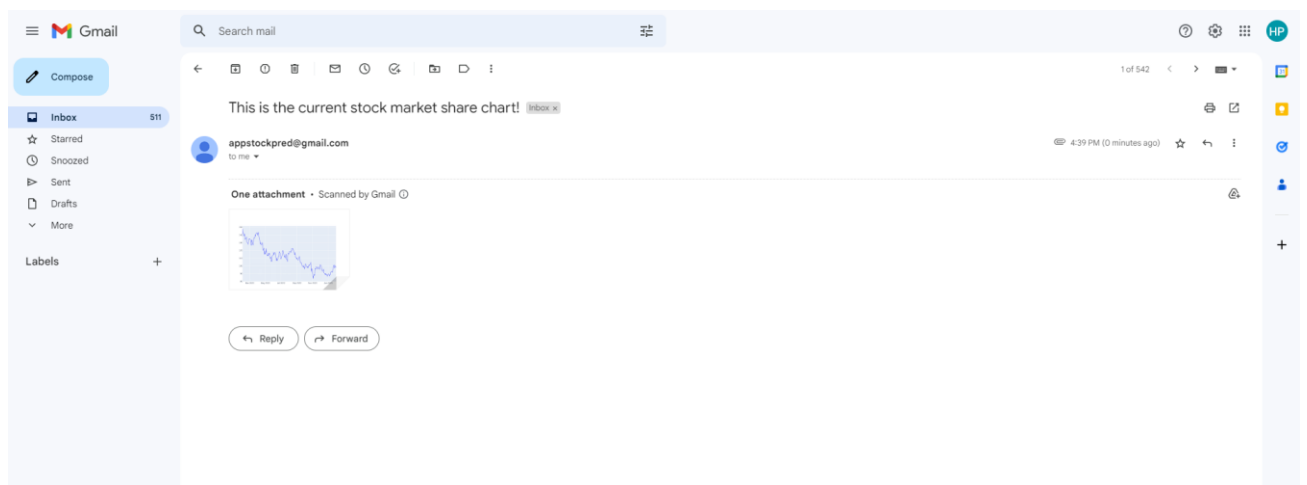 Gmail
Search mail
HP
Compose
1 of 542
This is the current stock market share chart! Inbox x
Inbox 511
Starred
Snoozed
Sent
Drafts
More
Labels +
appstockpred@gmail.com
4:39 PM (0 minutes ago)
to me
One attachment • Scanned by Gmail
Reply
Forward